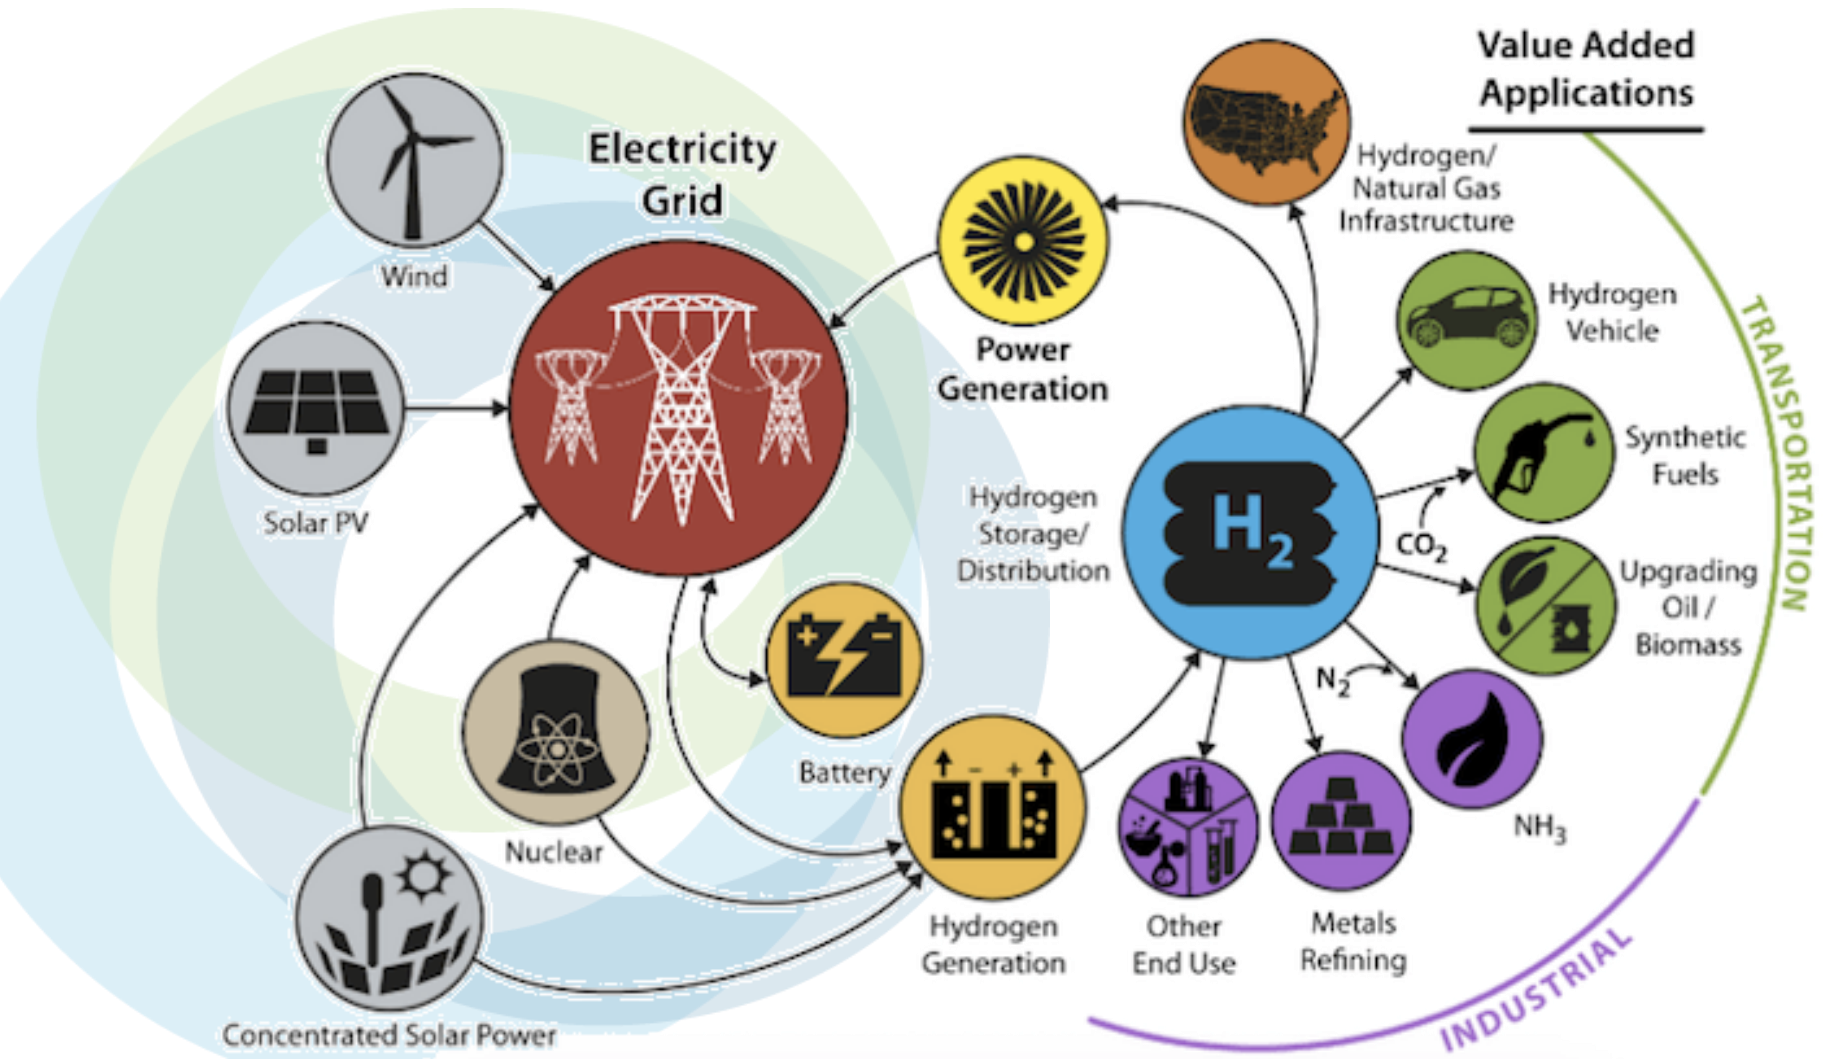 Value Added
Applications
Electricity
Grid
Wind
Solar PV
Power
Generation
Hydrogen/
Natural Gas
Infrastructure
Hydrogen
Vehicle
Synthetic
Fuels
Upgrading
Oil /
Biomass
TRANSPORTATION
Hydrogen
Storage/
Distribution
H2
CO2
N2
NH3
Battery
+ -
Nuclear
- +
Hydrogen
Generation
Other
End Use
Metals
Refining
INDUSTRIAL
Concentrated Solar Power